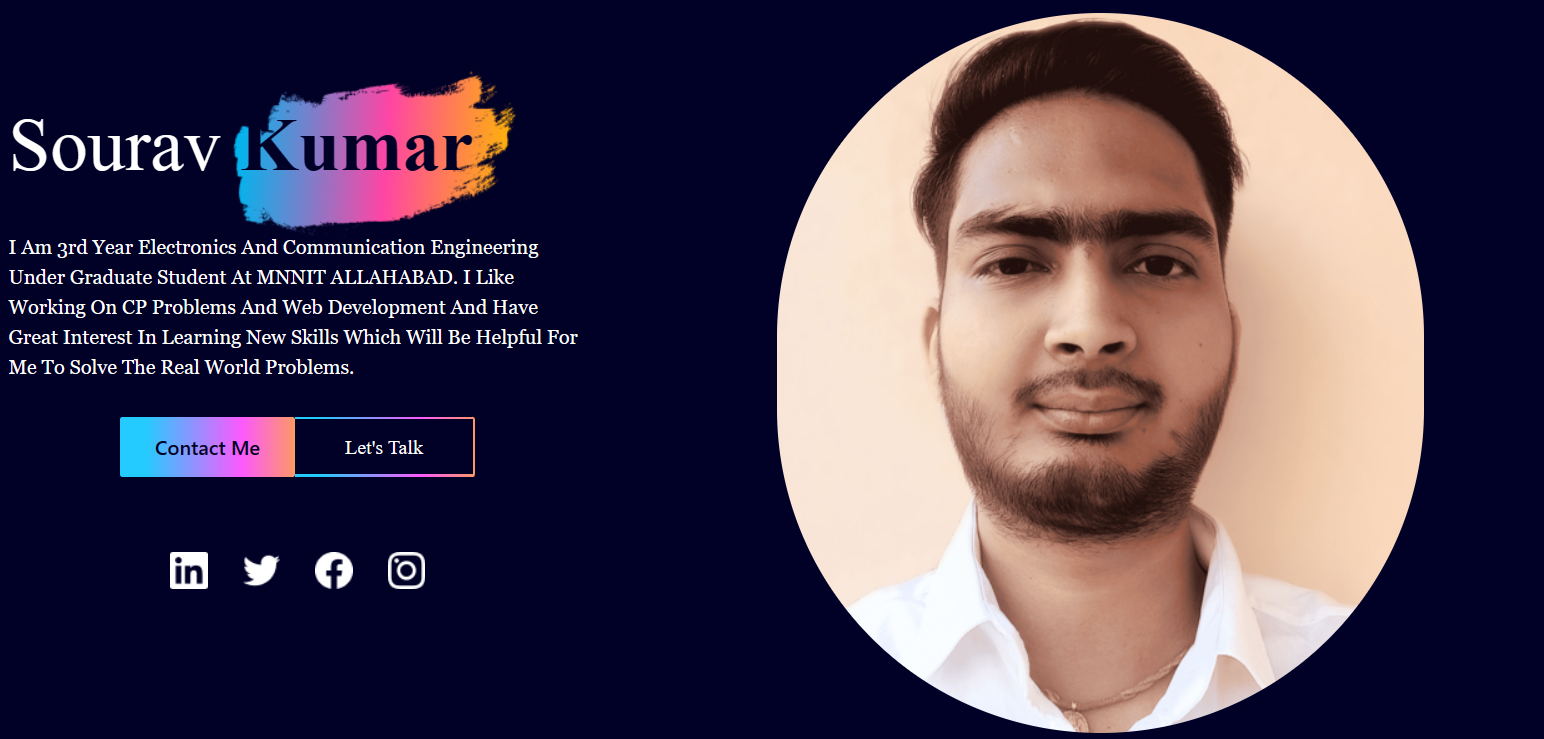 Sourav Kumar
I Am 3rd Year Electronics And Communication Engineering
Under Graduate Student At MNNIT ALLAHABAD. I Like
Working On CP Problems And Web Development And Have
Great Interest In Learning New Skills Which Will Be Helpful For
Me To Solve The Real World Problems.
Contact Me Let's Talk
in